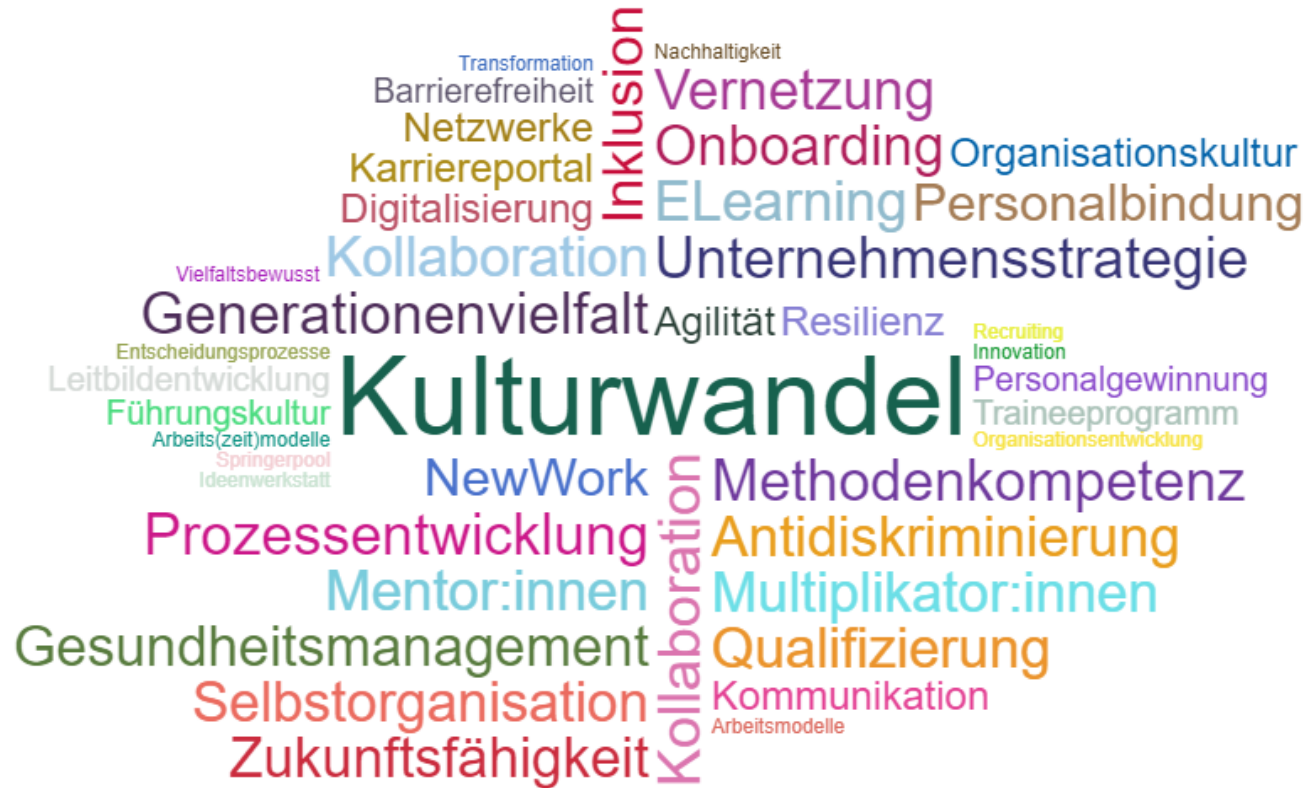 Transformation
Nachhaltigkeit
Barrierefreiheit
Inklusion
Vernetzung
Netzwerke
Onboarding
Organisationskultur
Karriereportal
Digitalisierung
ELearning
Personalbindung
Kollaboration
Unternehmensstrategie
Vielfaltsbewusst
Generationenvielfalt
Agilität
Resilienz
Recruiting
Entscheidungsprozesse
Innovation
Leitbildentwicklung
Kulturwandel
Personalgewinnung
Führungskultur
Traineeprogramm
Arbeits(zeit)modelle
Organisationsentwicklung
Springerpool
Ideenwerkstatt
NewWork
Kollaboration
Methodenkompetenz
Prozessentwicklung
Antidiskriminierung
Mentor:innen
Multiplikator:innen
Gesundheitsmanagement
Qualifizierung
Selbstorganisation
Kommunikation
Arbeitsmodelle
Zukunftsfähigkeit